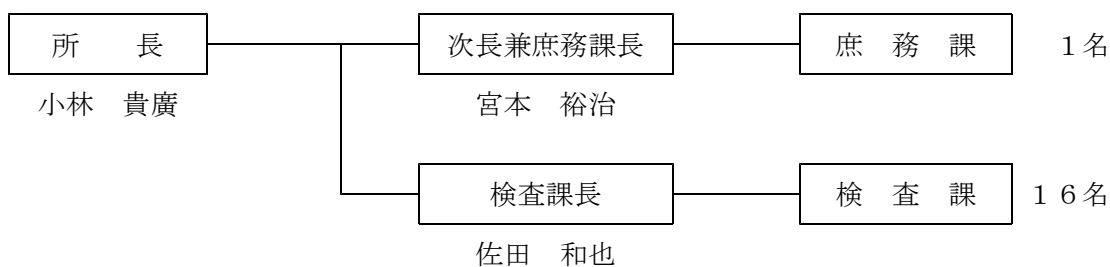 所　　長　次長兼庶務課長　庶　務　課　１名
小林　貴廣　宮本　裕治
検査課長　検　査　課　１６名
佐田　和也